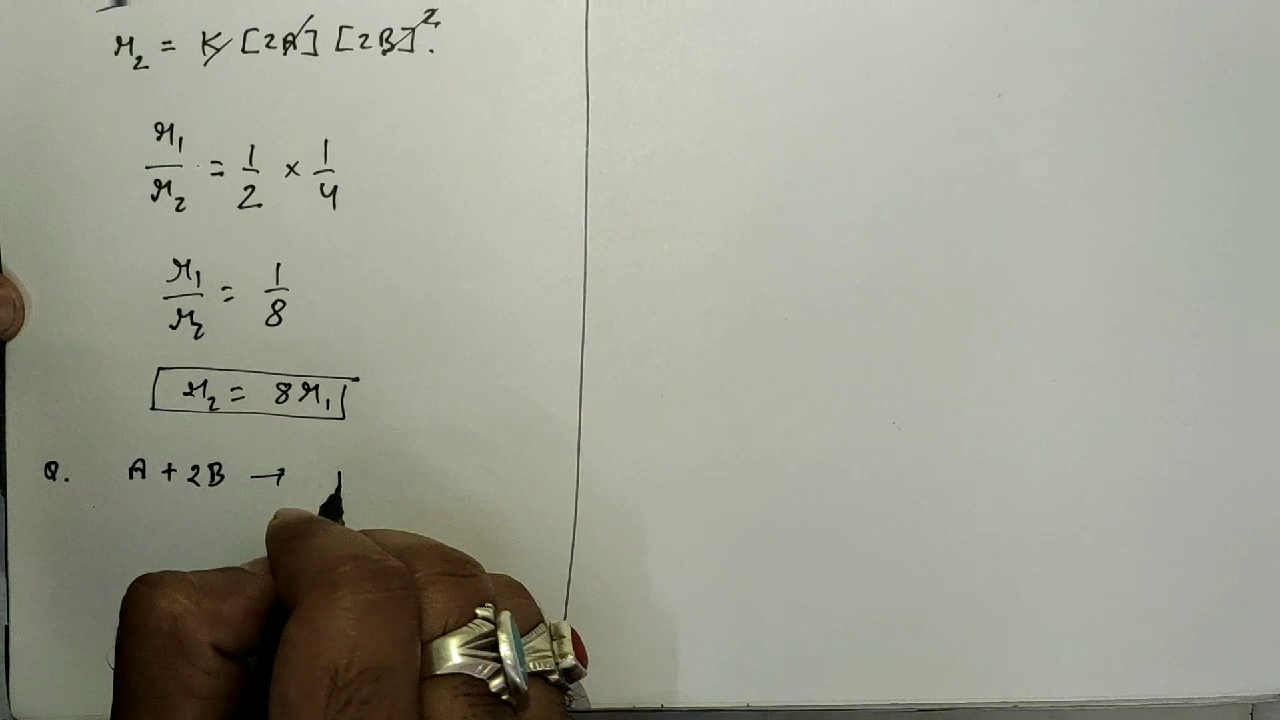 r₂ = K [2A] [2B]².
r₁/r₂ = 1/2 × 1/4
r₁/r₂ = 1/8
r₂ = 8r₁
Q. A + 2B →